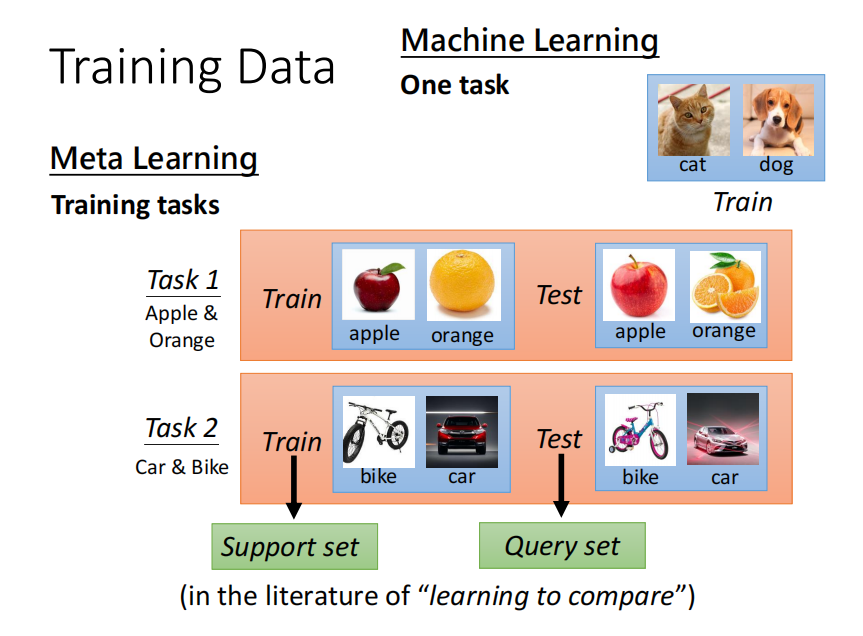 Training Data
Machine Learning
One task
cat
dog
Train
Meta Learning
Training tasks
Task 1
Apple &
Orange
Train
apple
orange
Test
apple
orange
Task 2
Car & Bike
Train
bike
car
Test
bike
car
Support set
Query set
(in the literature of “learning to compare”)